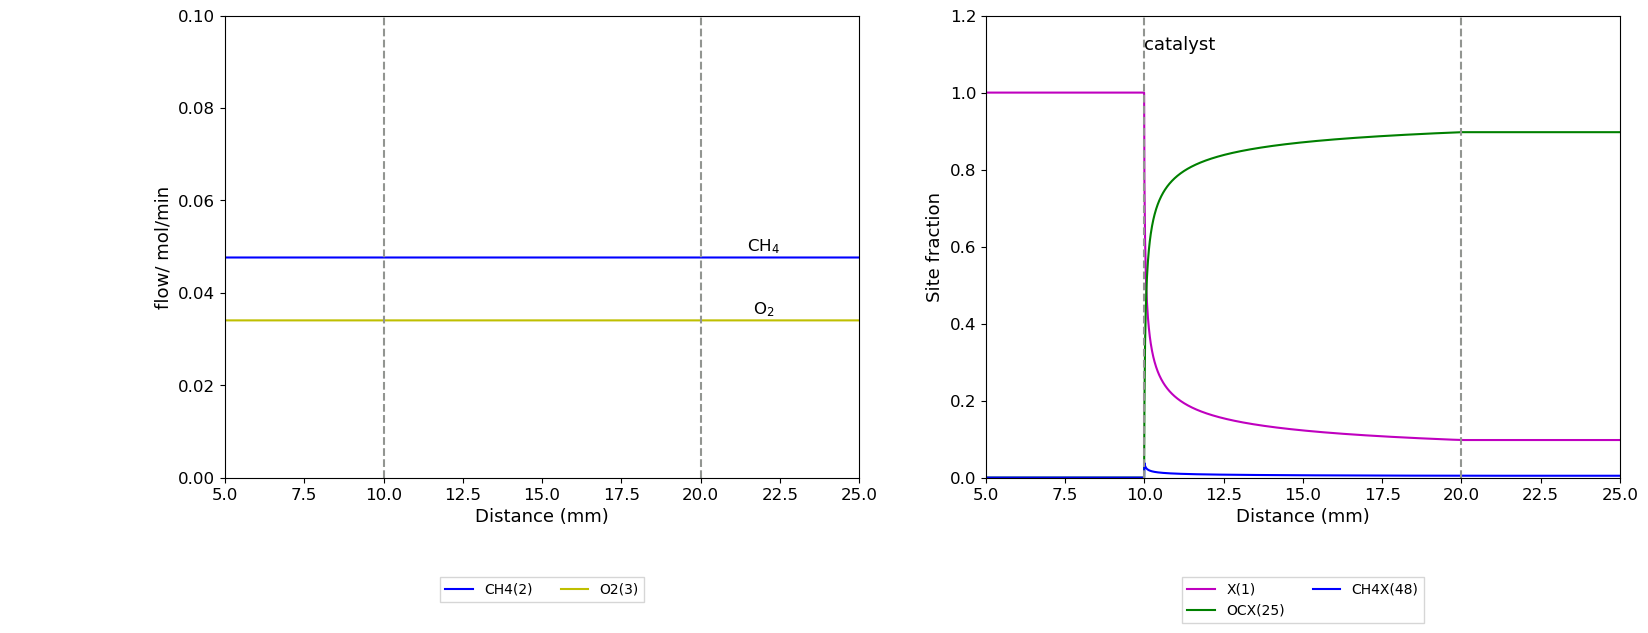 0.10
0.08
0.06
0.04
0.02
0.00
flow/ mol/min
CH4
O2
5.0 7.5 10.0 12.5 15.0 17.5 20.0 22.5 25.0
Distance (mm)
CH4(2) O2(3)
1.2
1.0
0.8
0.6
0.4
0.2
0.0
Site fraction
catalyst
5.0 7.5 10.0 12.5 15.0 17.5 20.0 22.5 25.0
Distance (mm)
X(1) CH4X(48)
OCX(25)